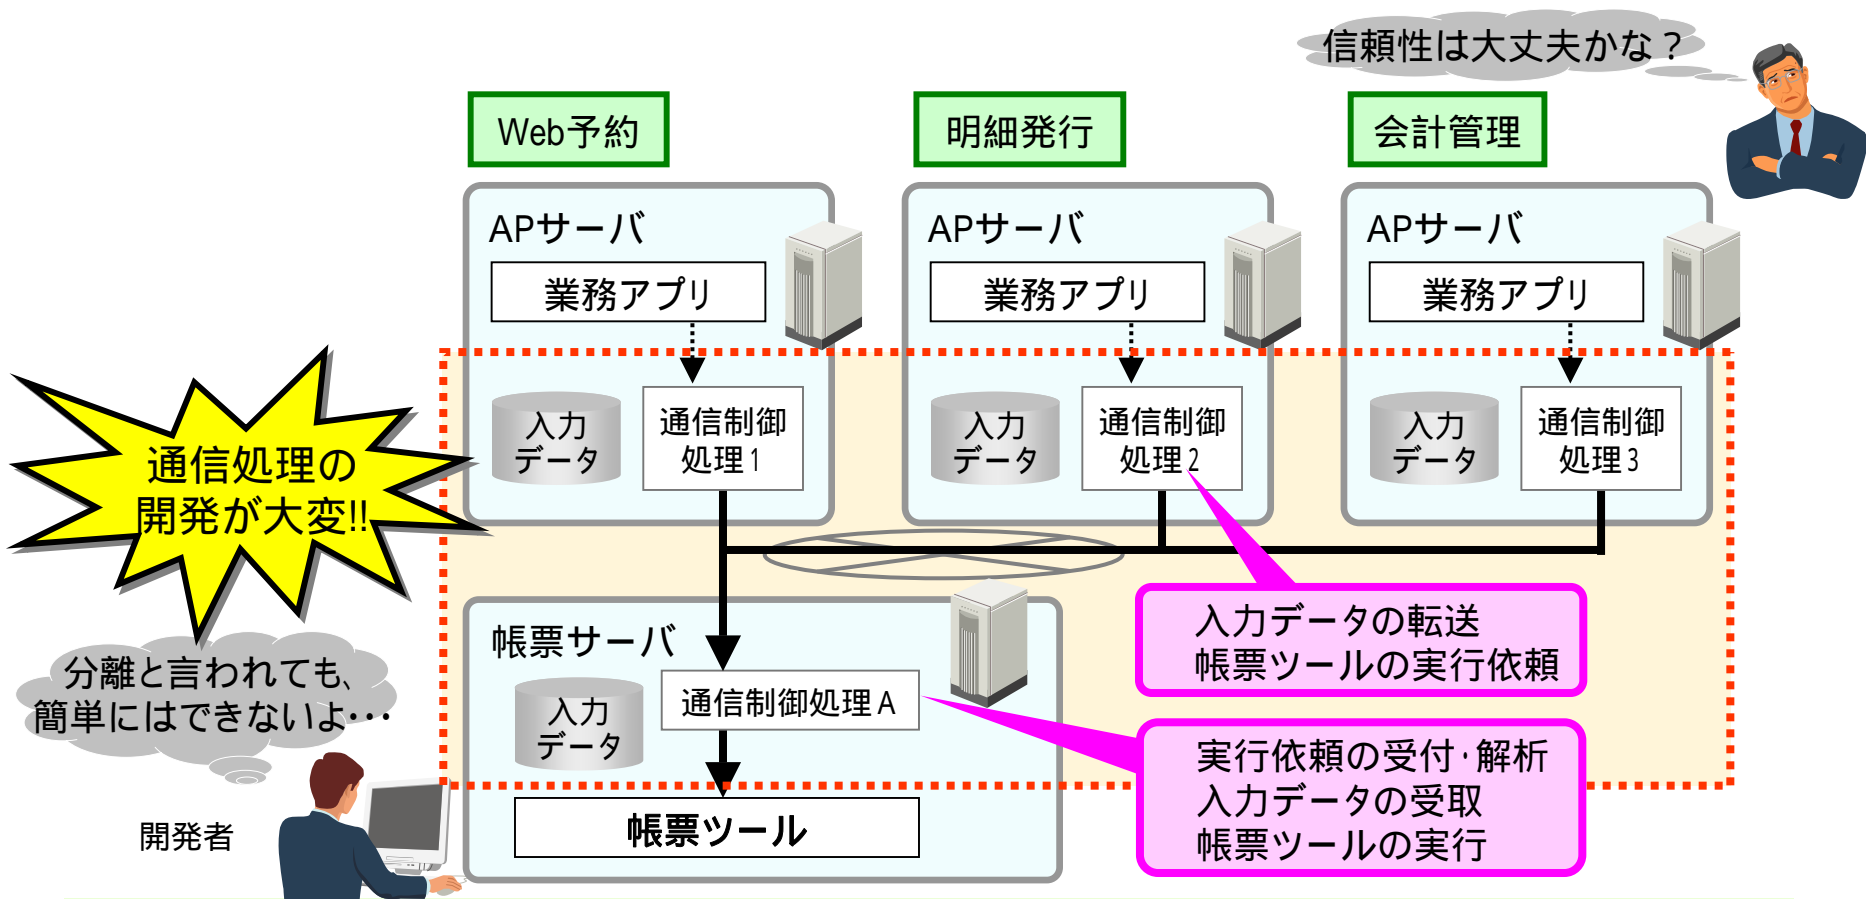 信頼性は大丈夫かな？
Web予約
明細発行
会計管理
APサーバ
業務アプリ
入力
データ
通信制御
処理1
APサーバ
業務アプリ
入力
データ
通信制御
処理2
APサーバ
業務アプリ
入力
データ
通信制御
処理3
通信処理の
開発が大変!!
入力データの転送
帳票ツールの実行依頼
帳票サーバ
入力
データ
通信制御処理A
帳票ツール
実行依頼の受付・解析
入力データの受取
帳票ツールの実行
分離と言われても、
簡単にはできないよ・・・
開発者